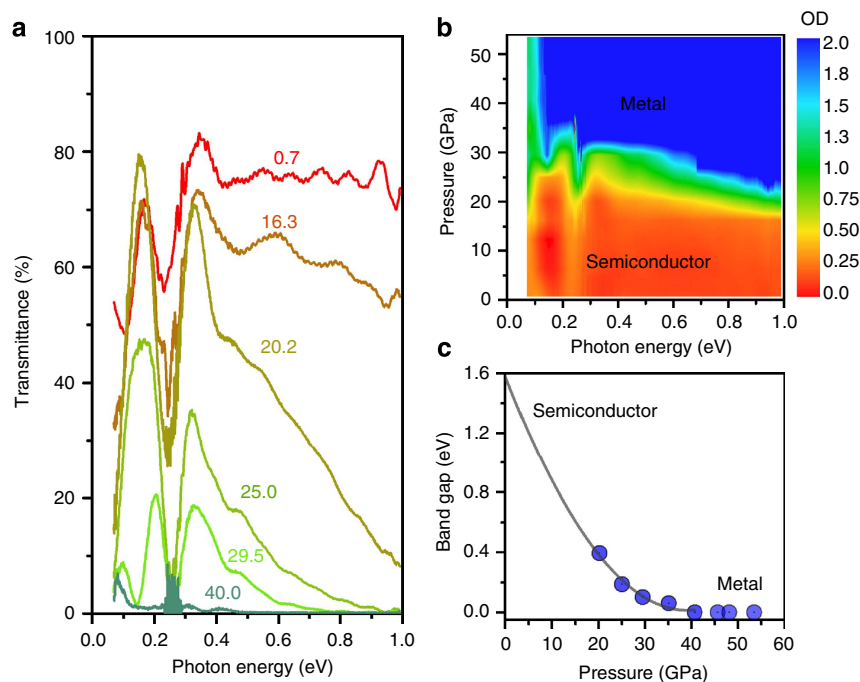 a
100
80
60
40
20
0
Transmittance (%)
0.7
16.3
20.2
25.0
29.5
40.0
0.0 0.2 0.4 0.6 0.8 1.0
Photon energy (eV)
b
50
40
30
20
10
0
Pressure (GPa)
Metal
Semiconductor
0.0 0.2 0.4 0.6 0.8 1.0
Photon energy (eV)
OD
2.0
1.8
1.5
1.3
1.0
0.75
0.50
0.25
0.0
c
1.6
1.2
0.4
0.0
Band gap (eV)
Semiconductor
Metal
0 10 20 30 40 50 60
Pressure (GPa)